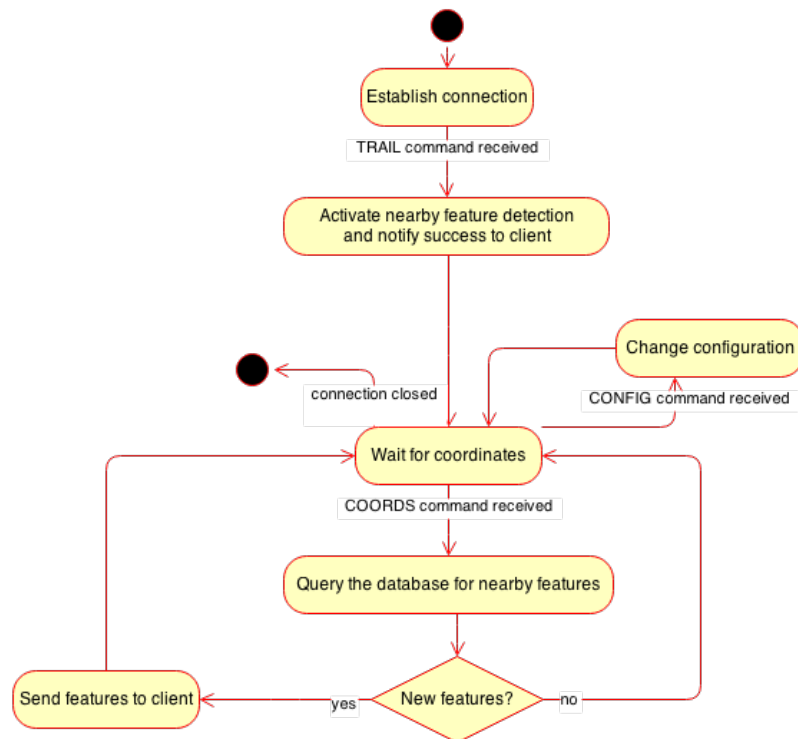 Establish connection
TRAIL command received
Activate nearby feature detection
and notify success to client
Change configuration
connection closed
CONFIG command received
Wait for coordinates
COORDS command received
Query the database for nearby features
Send features to client
yes
New features?
no